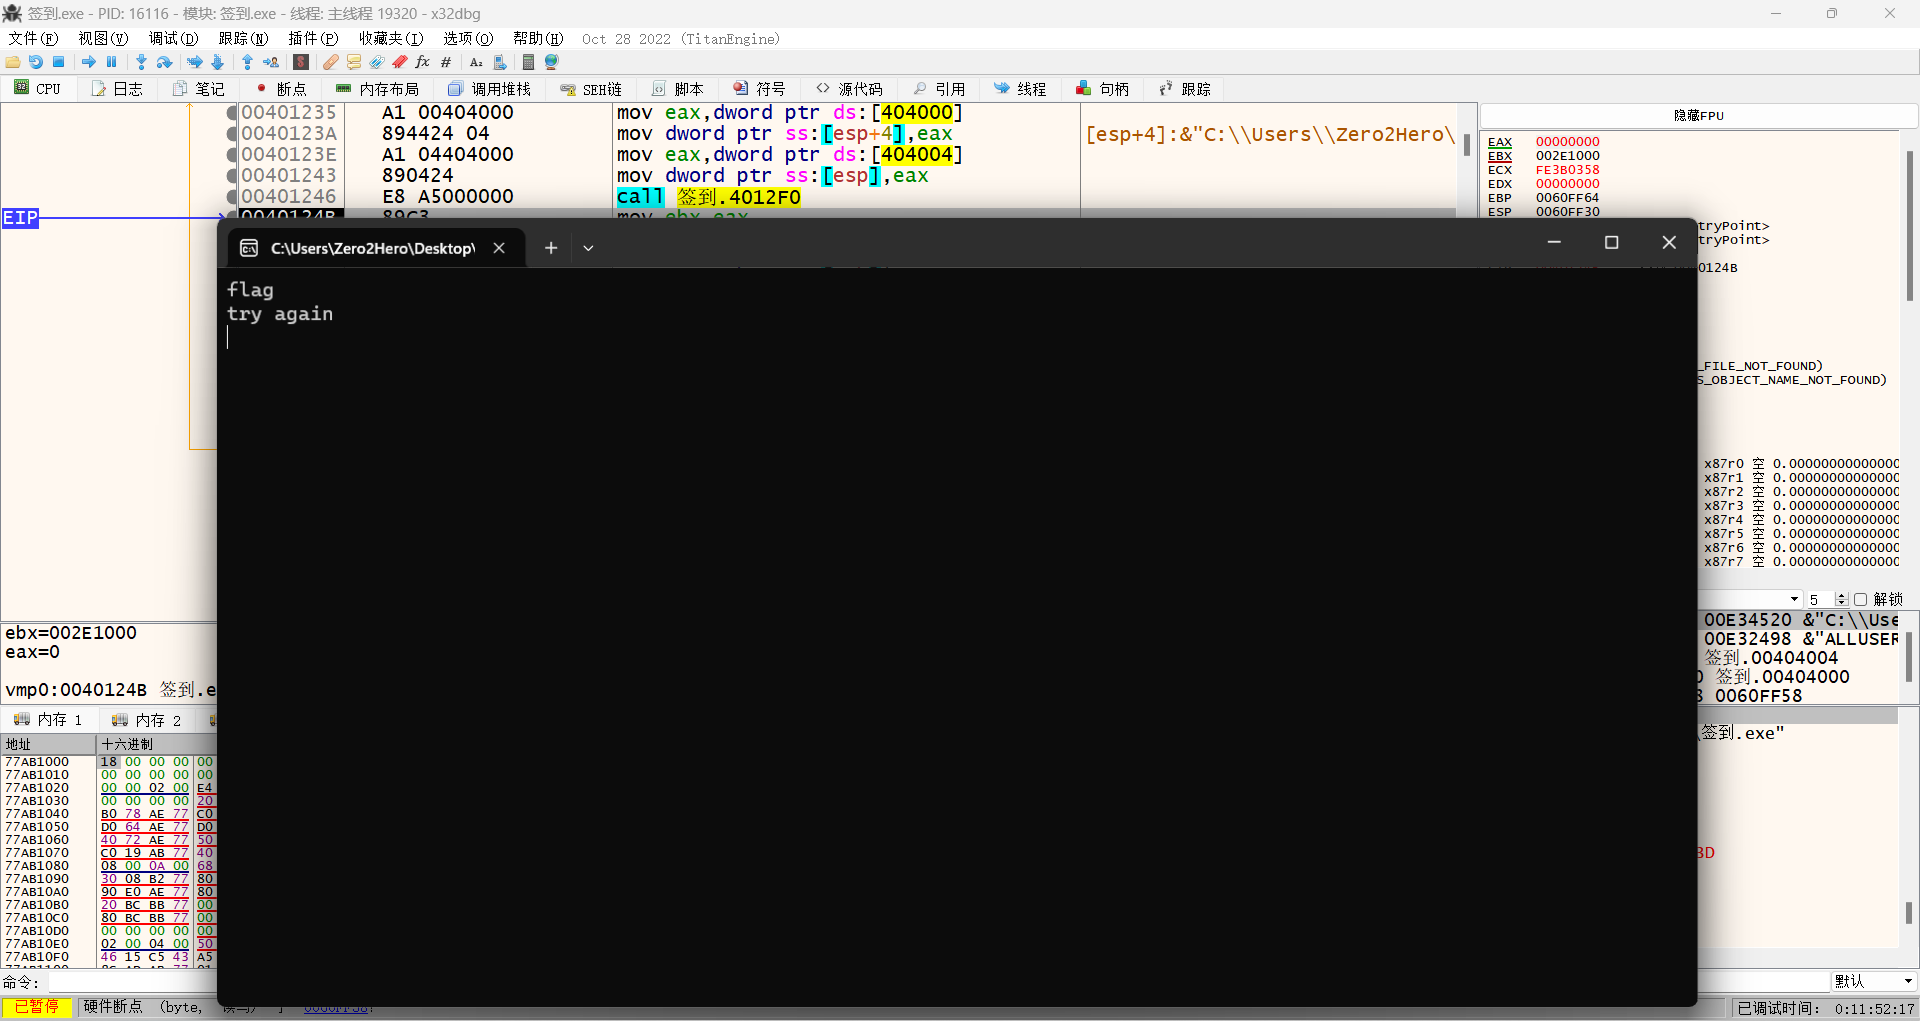 签到.exe - PID: 16116 - 模块: 签到.exe - 线程: 主线程 19320 - x32dbg
文件(F) 视图(V) 调试(D) 跟踪(N) 插件(P) 收藏夹(I) 选项(O) 帮助(H) Oct 28 2022 (TitanEngine)
CPU 日志 笔记 断点 内存布局 调用堆栈 SEH链 脚本 符号 源代码 引用 线程 句柄 跟踪
00401235 A1 00404000 mov eax,dword ptr ds:[404000]
0040123A 894424 04 mov dword ptr ss:[esp+4],eax [esp+4]:&"C:\\Users\\Zero2Hero\
0040123E A1 04404000 mov eax,dword ptr ds:[404004]
00401243 890424 mov dword ptr ss:[esp],eax
00401246 E8 A5000000 call 签到.4012F0
EIP 0040124B 89C3 mov ebx,eax
隐藏FPU
EAX 00000000
EBX 002E1000
ECX FE3B0358
EDX 00000000
EBP 0060FF64
ESP 0060FF30
tryPoint>
tryPoint>
0124B
_FILE_NOT_FOUND)
S_OBJECT_NAME_NOT_FOUND)
x87r0 空 0.00000000000000
x87r1 空 0.00000000000000
x87r2 空 0.00000000000000
x87r3 空 0.00000000000000
x87r4 空 0.00000000000000
x87r5 空 0.00000000000000
x87r6 空 0.00000000000000
x87r7 空 0.00000000000000
5 解锁
C:\Users\Zero2Hero\Desktop\
flag
try again
ebx=002E1000
eax=0
vmp0:0040124B 签到.e
00E34520 &"C:\\Use
00E32498 &"ALLUSER
签到.00404004
签到.00404000
0060FF58
签到.exe"
内存 1 内存 2
地址 十六进制
77AB1000 18 00 00 00 00
77AB1010 00 00 00 00 00
77AB1020 00 00 02 00 E4
77AB1030 00 00 00 00 20
77AB1040 B0 78 AE 77 C0
77AB1050 D0 64 AE 77 D0
77AB1060 40 72 AE 77 50
77AB1070 C0 19 AB 77 40
77AB1080 08 00 0A 00 68
77AB1090 30 08 B2 77 80
77AB10A0 90 E0 AE 77 80
77AB10B0 20 BC BB 77 00
77AB10C0 80 BC BB 77 00
77AB10D0 00 00 00 00 00
77AB10E0 02 00 04 00 50
77AB10F0 46 15 C5 43 A5
命令: 默认
已暂停 硬件断点 (byte, 已调试时间: 0:11:52:17